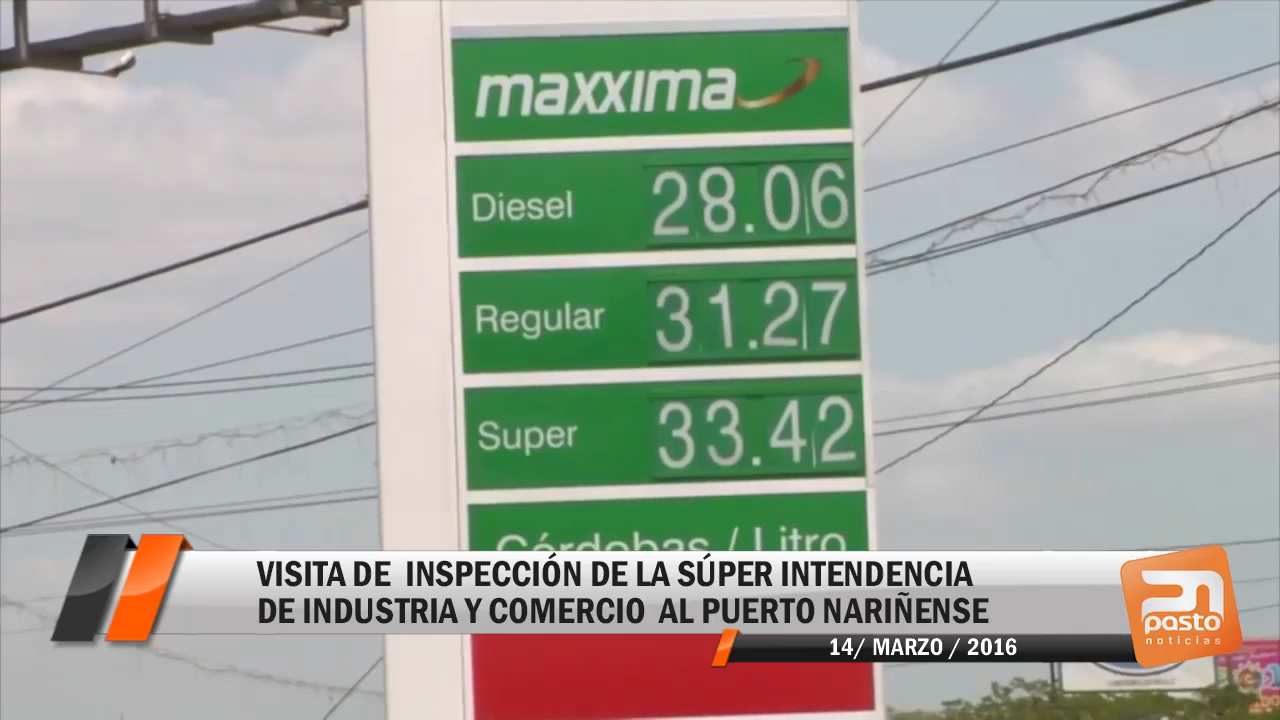 maxxima
Diesel 28.06
Regular 31.27
Super 33.42
Córdobas / Litro
VISITA DE INSPECCIÓN DE LA SÚPER INTENDENCIA
DE INDUSTRIA Y COMERCIO AL PUERTO NARIÑENSE
14/ MARZO / 2016
pasto
noticias